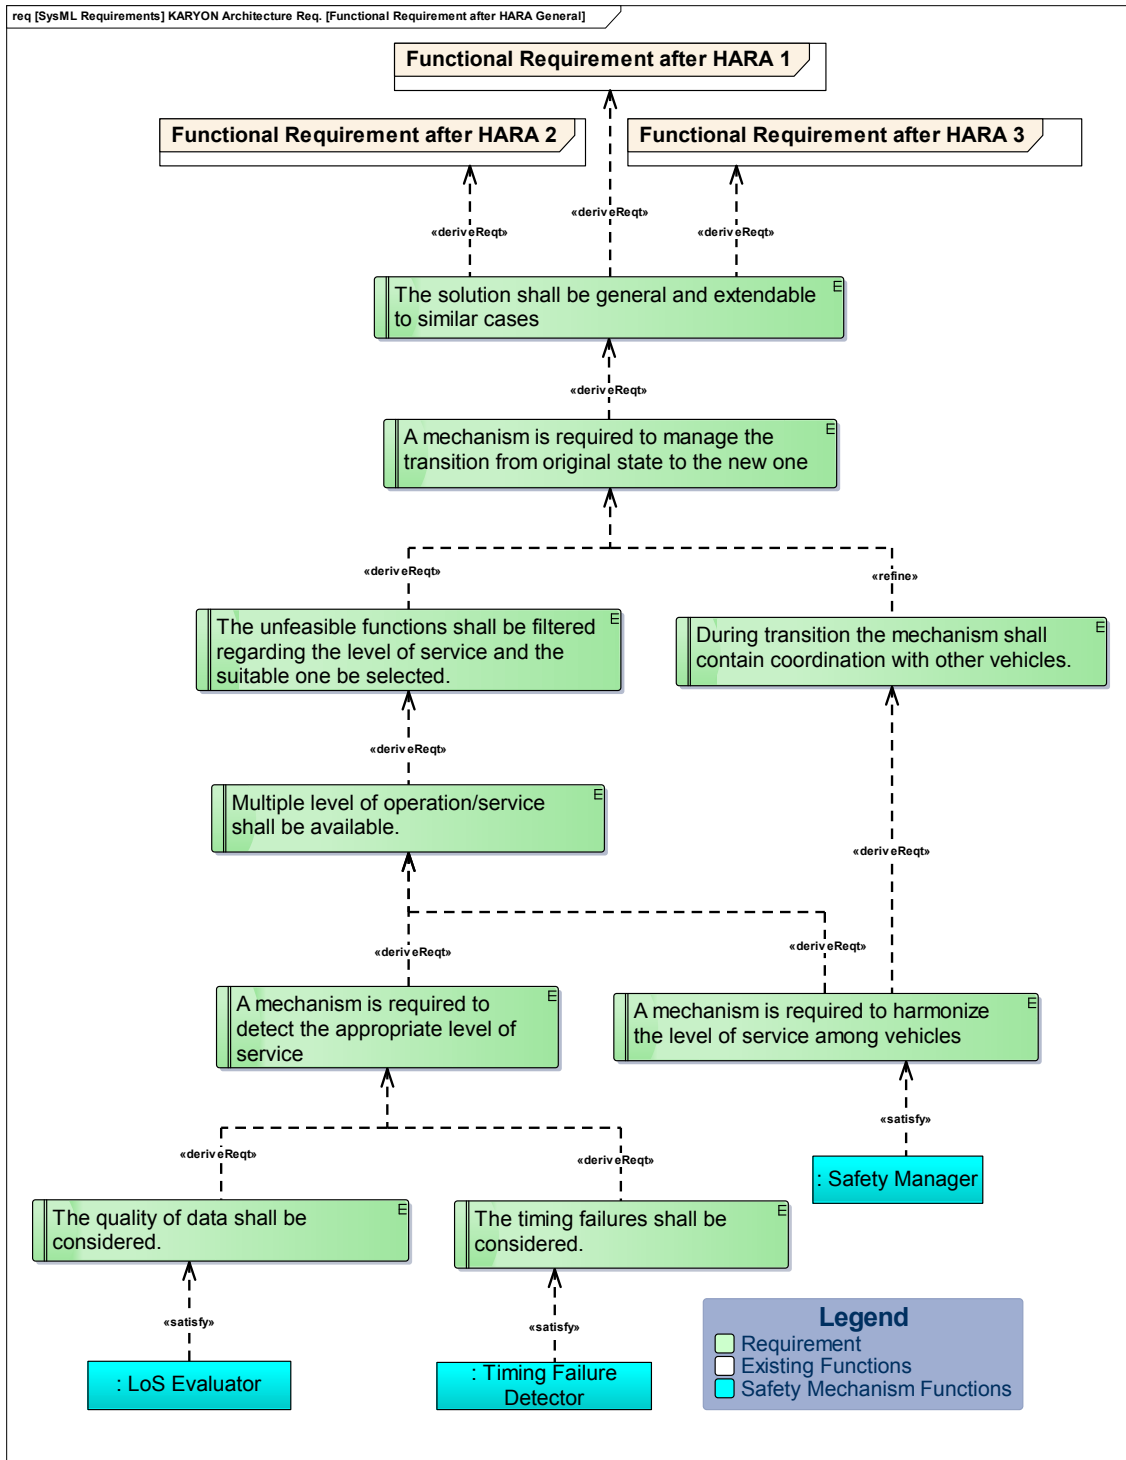 req [SysML Requirements] KARYON Architecture Req. [Functional Requirement after HARA General]
Functional Requirement after HARA 1
Functional Requirement after HARA 2
Functional Requirement after HARA 3
«deriveReqt»
«deriveReqt»
«deriveReqt»
The solution shall be general and extendable
to similar cases
E
«deriveReqt»
A mechanism is required to manage the
transition from original state to the new one
E
«deriveReqt»
«refine»
The unfeasible functions shall be filtered
regarding the level of service and the
suitable one be selected.
E
During transition the mechanism shall
contain coordination with other vehicles.
E
«deriveReqt»
Multiple level of operation/service
shall be available.
E
«deriveReqt»
«deriveReqt»
«deriveReqt»
A mechanism is required to
detect the appropriate level of
service
E
A mechanism is required to harmonize
the level of service among vehicles
E
«satisfy»
«deriveReqt»
«deriveReqt»
: Safety Manager
The quality of data shall be
considered.
E
The timing failures shall be
considered.
E
«satisfy»
«satisfy»
: LoS Evaluator
: Timing Failure
Detector
Legend
Requirement
Existing Functions
Safety Mechanism Functions